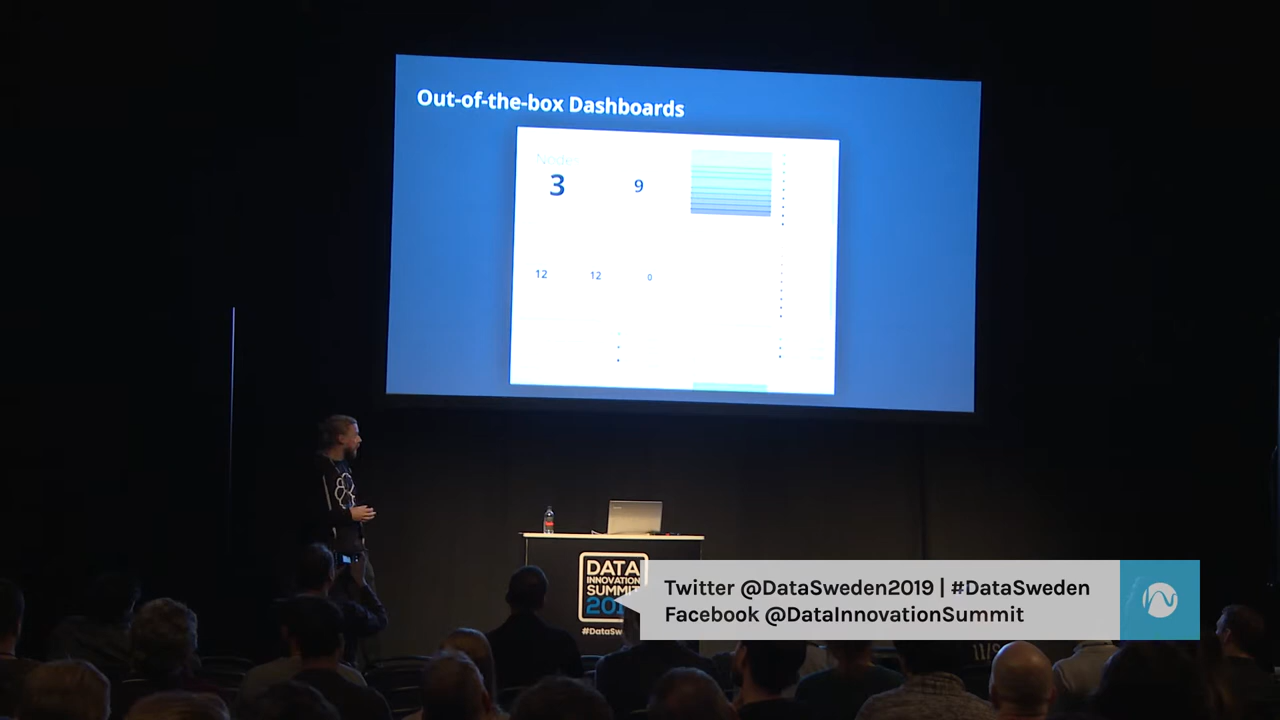 Out-of-the-box Dashboards
Nodes
3
9
12
12
0
DATA
INNOVATION
SUMMIT
Twitter @DataSweden2019 | #DataSweden
Facebook @DataInnovationSummit